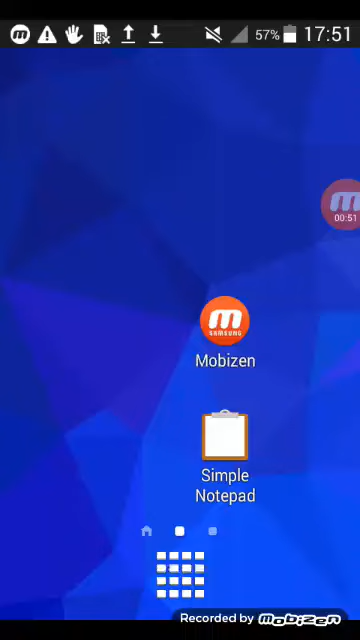 m
57% 17:51
m
00:51
m
SAMSUNG
Mobizen
Simple
Notepad
Recorded by Mobizen